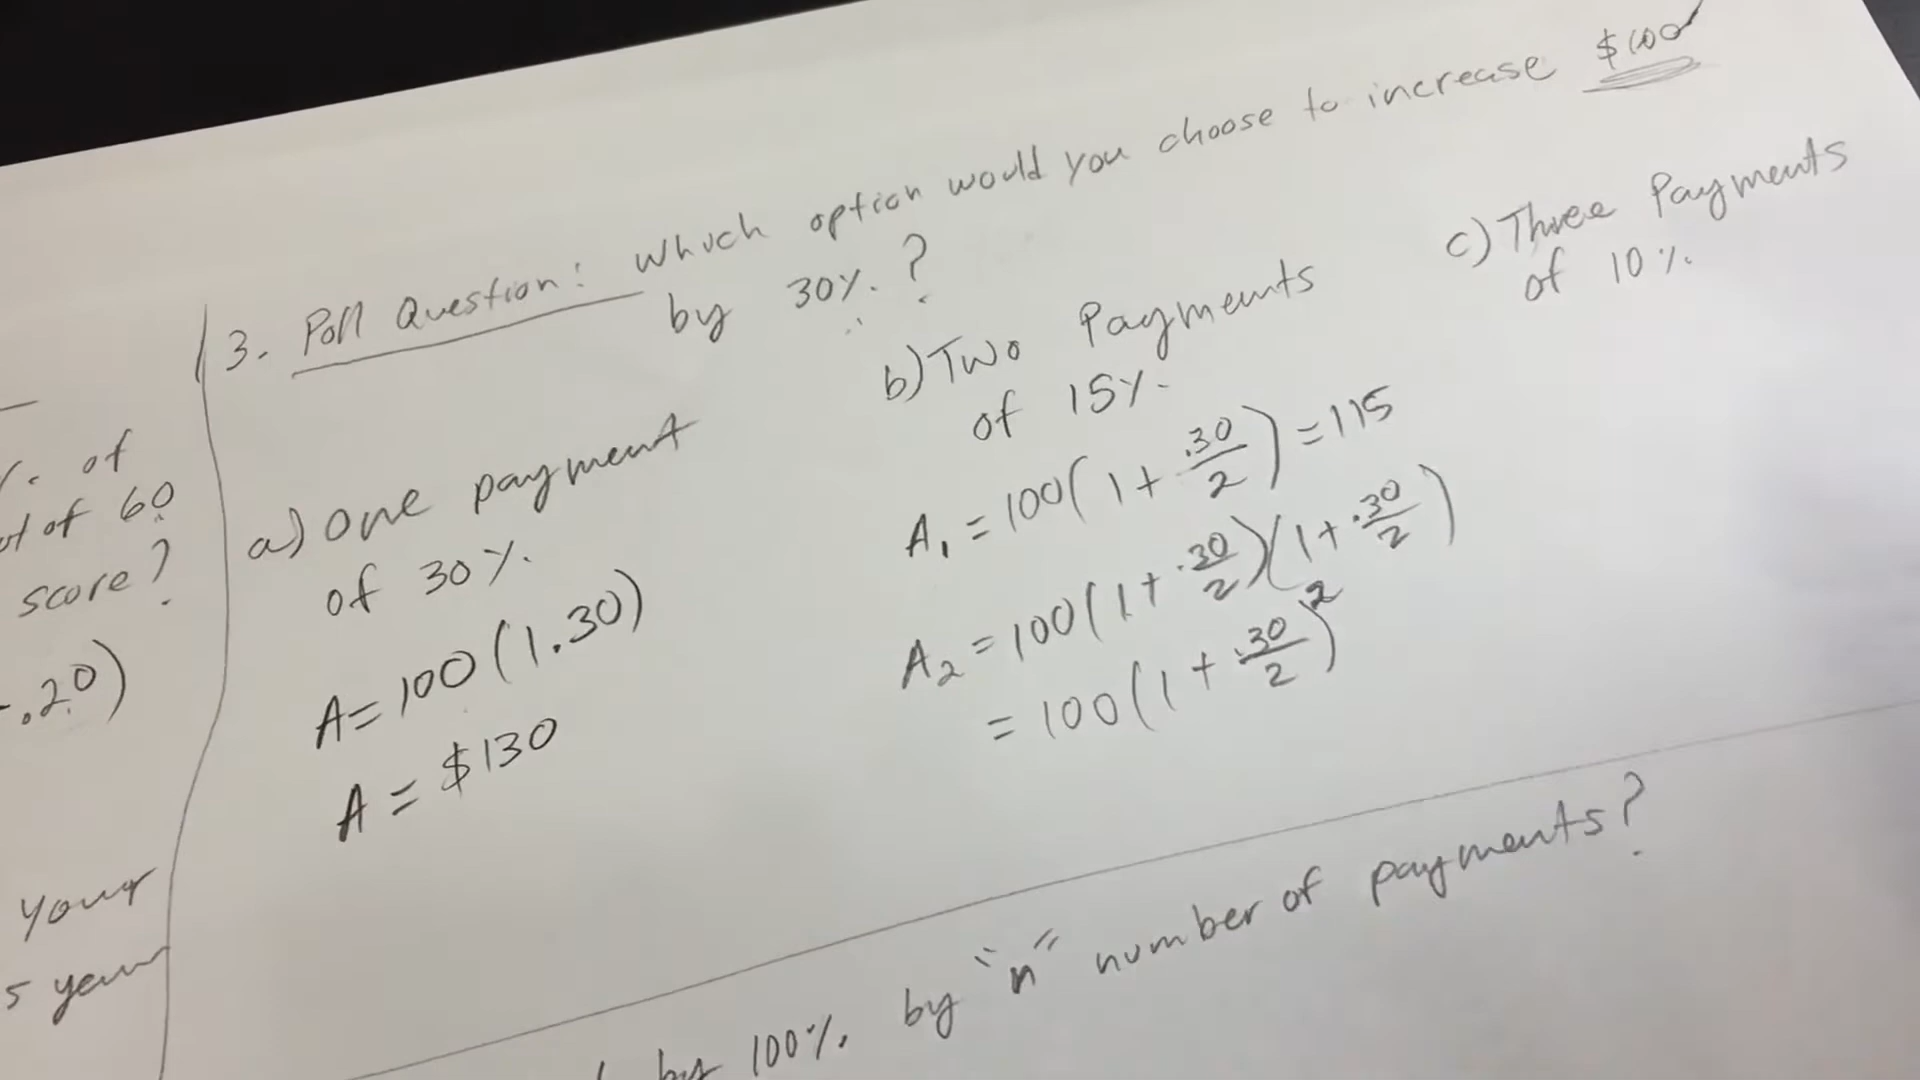 3. Poll Question: Which option would you choose to increase $100
by 30%. ?
a) One payment
of 30%.
A = 100(1.30)
A = $130
b) Two Payments
of 15%.
A₁ = 100(1 + .30/2) = 115
A₂ = 100(1 + .30/2)(1 + .30/2)
= 100(1 + .30/2)²
c) Three Payments
of 10%.
%. of
of 60
score?
.20)
your
5 years
by 100%. by "n" number of payments?